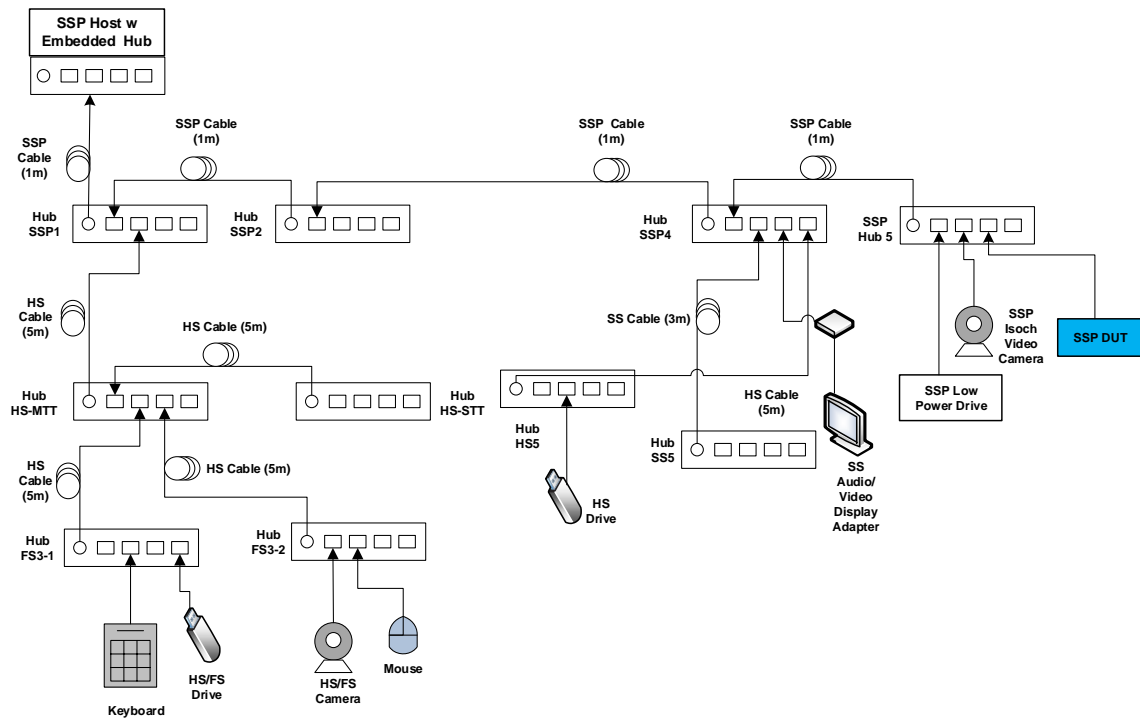 SSP Host w
Embedded Hub
SSP
Cable
(1m)
SSP Cable
(1m)
SSP Cable
(1m)
SSP Cable
(1m)
Hub
SSP1
Hub
SSP2
Hub
SSP4
SSP
Hub 5
HS
Cable
(5m)
HS Cable (5m)
SS Cable (3m)
SSP
Isoch
Video
Camera
SSP DUT
Hub
HS-MTT
Hub
HS-STT
Hub
HS5
HS Cable
(5m)
SSP Low
Power Drive
Hub
SS5
HS
Cable
(5m)
HS Cable (5m)
HS
Drive
SS
Audio/
Video
Display
Adapter
Hub
FS3-1
Hub
FS3-2
Keyboard
HS/FS
Drive
HS/FS
Camera
Mouse